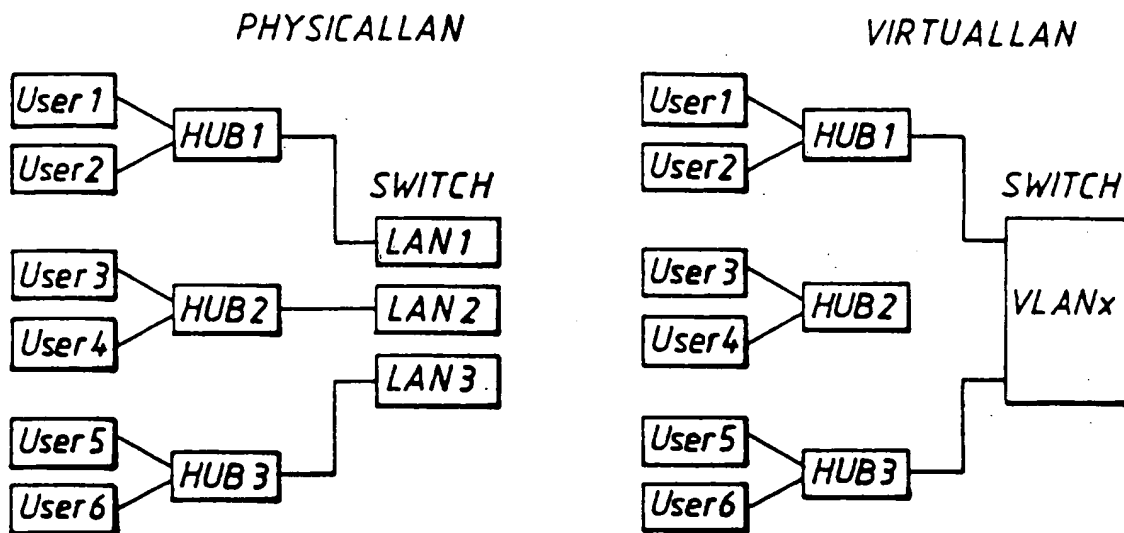 PHYSICALLAN
User 1
User 2
HUB 1
SWITCH
LAN 1
User 3
User 4
HUB 2
LAN 2
LAN 3
User 5
User 6
HUB 3
VIRTUALLAN
User 1
User 2
HUB 1
SWITCH
User 3
User 4
HUB 2
VLANx
User 5
User 6
HUB 3